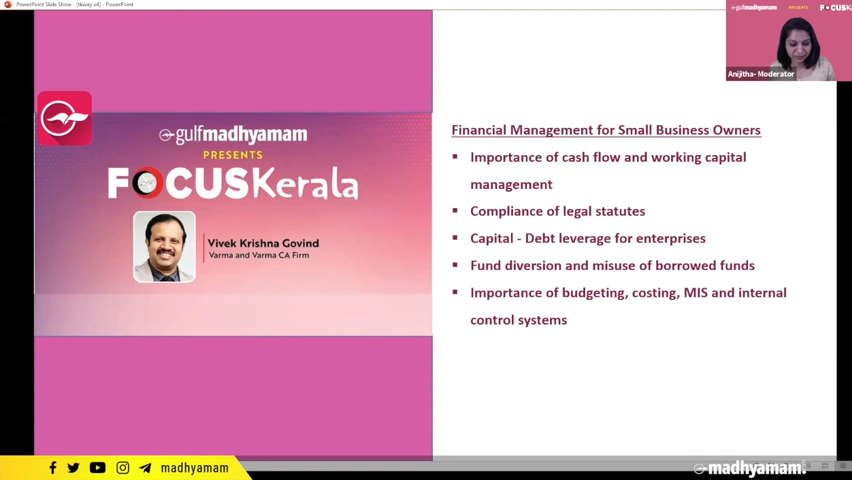 PowerPoint Slide Show - [tkway v4] - PowerPoint
gulfmadhyamam
PRESENTS
Anijitha- Moderator
gulfmadhyamam
PRESENTS
FOCUSKerala
Vivek Krishna Govind
Varma and Varma CA Firm
Financial Management for Small Business Owners
Importance of cash flow and working capital
management
Compliance of legal statutes
Capital - Debt leverage for enterprises
Fund diversion and misuse of borrowed funds
Importance of budgeting, costing, MIS and internal
control systems
madhyamam
madhyamam.